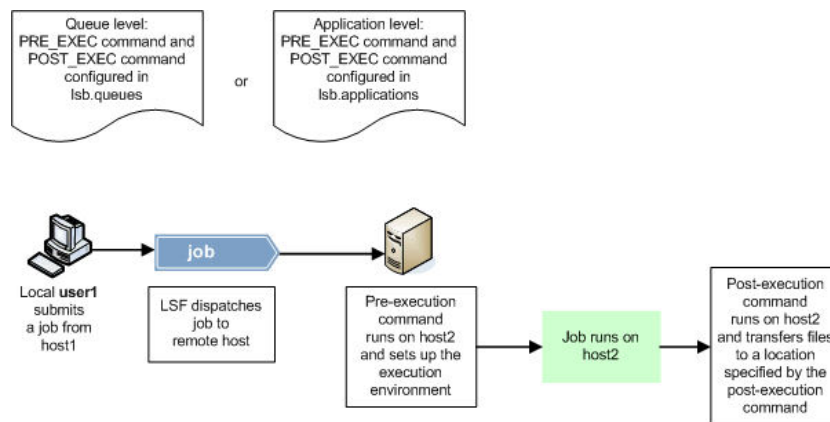 Queue level:
PRE_EXEC command and
POST_EXEC command
configured in
lsb.queues
or
Application level:
PRE_EXEC command and
POST_EXEC command
configured in
lsb.applications
job
Local user1
submits
a job from
host1
LSF dispatches
job to
remote host
Pre-execution
command
runs on host2
and sets up the
execution
environment
Job runs on
host2
Post-execution
command
runs on host2
and transfers files
to a location
specified by the
post-execution
command